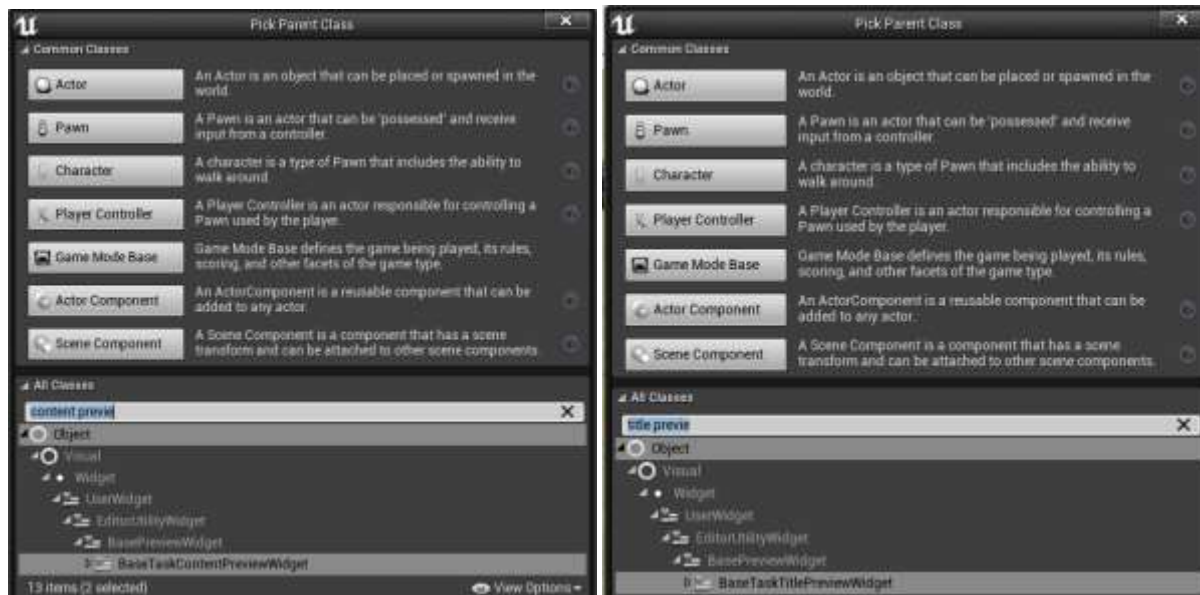 Pick Parent Class
Common Classes
Actor
An Actor is an object that can be placed or spawned in the
world.
Pawn
A Pawn is an actor that can be 'possessed' and receive
input from a controller.
Character
A character is a type of Pawn that includes the ability to
walk around.
Player Controller
A Player Controller is an actor responsible for controlling a
Pawn used by the player.
Game Mode Base
Game Mode Base defines the game being played, its rules,
scoring, and other facets of the game type.
Actor Component
An ActorComponent is a reusable component that can be
added to any actor.
Scene Component
A Scene Component is a component that has a scene
transform and can be attached to other scene components
All Classes
content previe
Object
Visual
Widget
UserWidget
EditorUtilityWidget
BasePreviewWidget
BaseTaskContentPreviewWidget
13 items (2 selected)
View Options
Pick Parent Class
Common Classes
Actor
An Actor is an object that can be placed or spawned in the
world.
Pawn
A Pawn is an actor that can be 'possessed' and receive
input from a controller.
Character
A character is a type of Pawn that includes the ability to
walk around.
Player Controller
A Player Controller is an actor responsible for controlling a
Pawn used by the player.
Game Mode Base
Game Mode Base defines the game being played, its rules,
scoring, and other facets of the game type.
Actor Component
An ActorComponent is a reusable component that can be
added to any actor.
Scene Component
A Scene Component is a component that has a scene
transform and can be attached to other scene components.
All Classes
title previe
Object
Visual
Widget
UserWidget
EditorUtilityWidget
BasePreviewWidget
BaseTaskTitlePreviewWidget